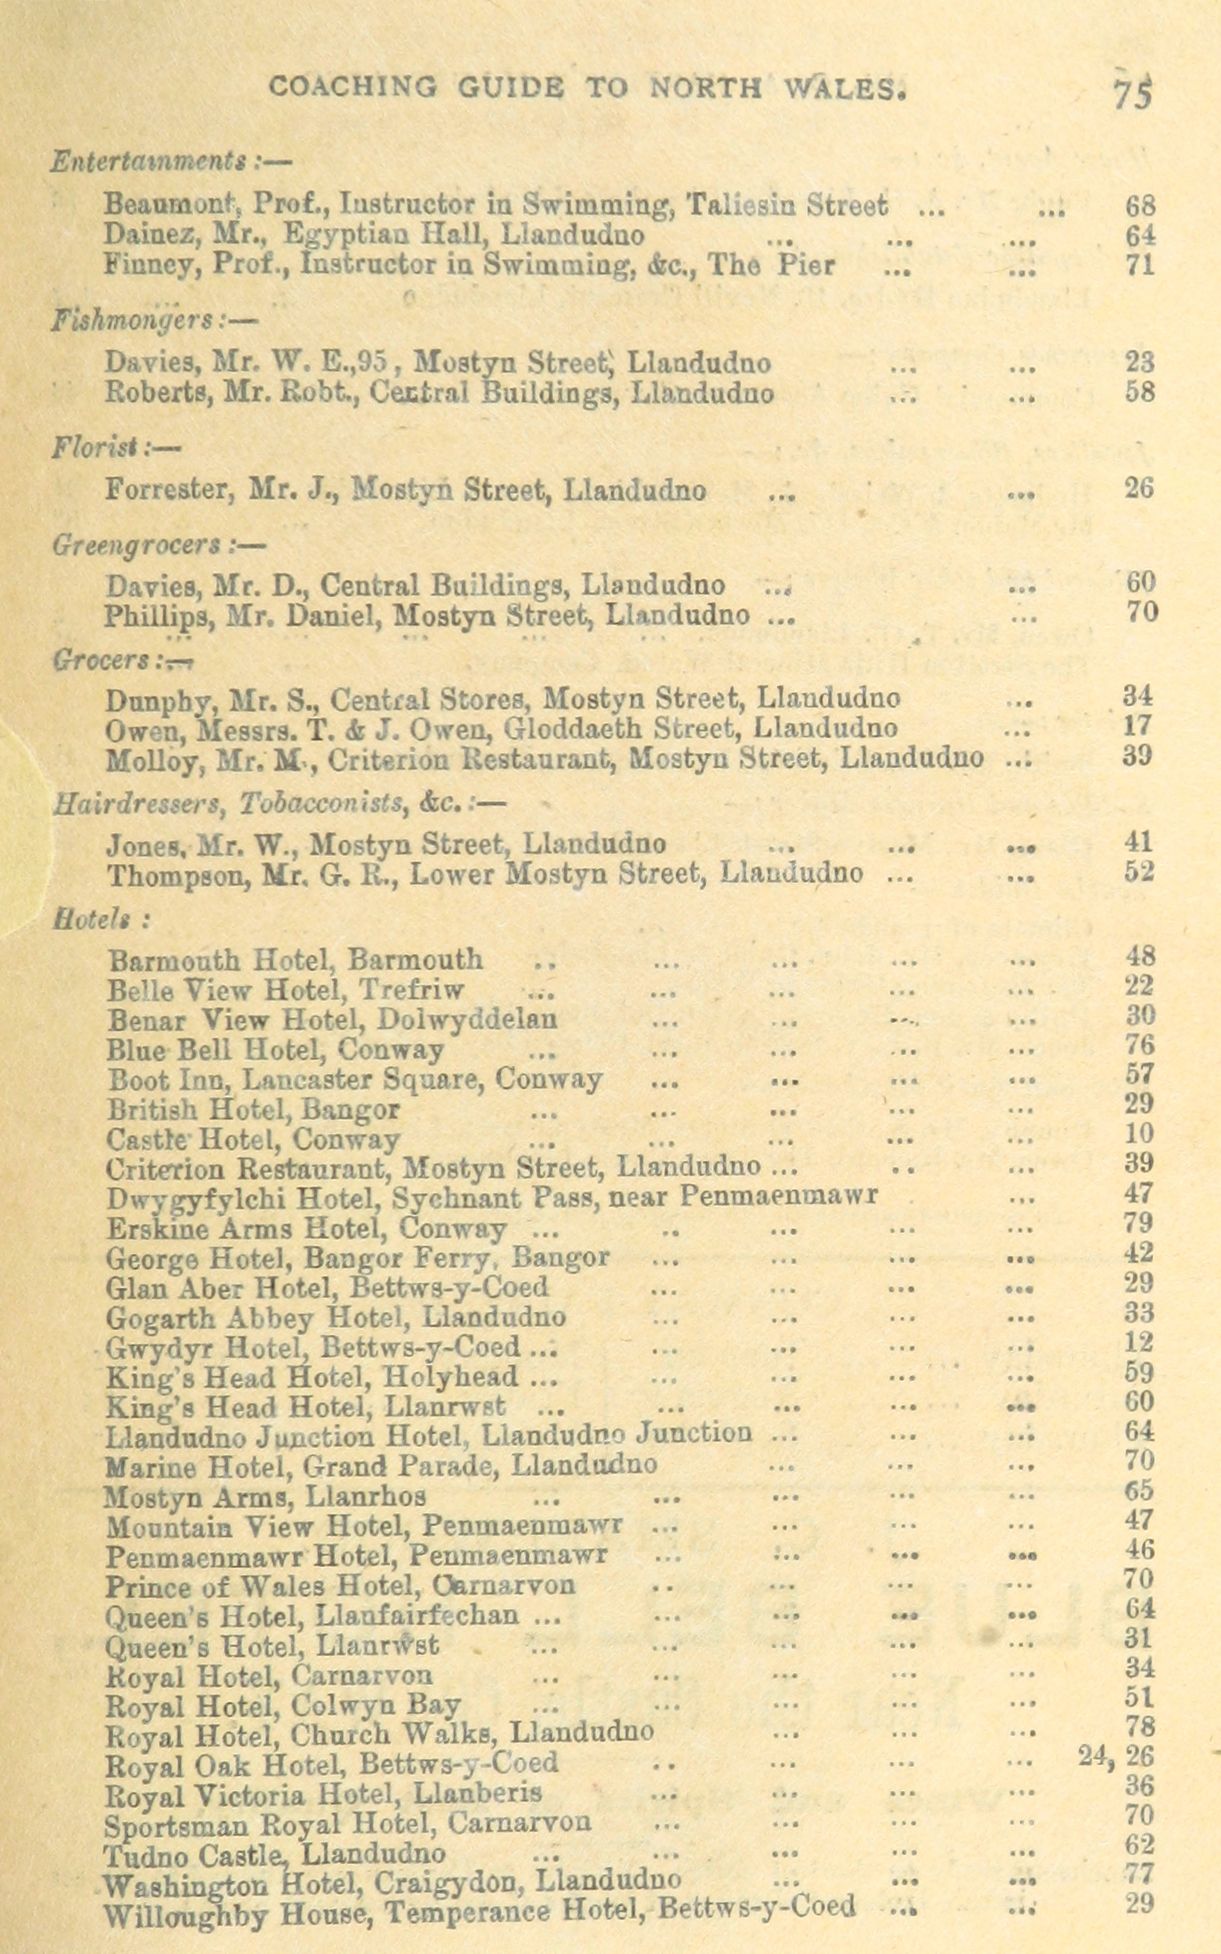 COACHING GUIDE TO NORTH WALES. 75
Entertainments :—
Beaumont, Prof., Instructor in Swimming, Taliesin Street ... ... 68
Dainez, Mr., Egyptian Hall, Llandudno ... ... ... 64
Finney, Prof., Instructor in Swimming, &c., The Pier ... ... 71
Fishmongers :—
Davies, Mr. W. E.,95, Mostyn Street, Llandudno ... ... 23
Roberts, Mr. Robt., Central Buildings, Llandudno ... ... 58
Florist :—
Forrester, Mr. J., Mostyn Street, Llandudno ... ... 26
Greengrocers :—
Davies, Mr. D., Central Buildings, Llandudno ... ... 60
Phillips, Mr. Daniel, Mostyn Street, Llandudno ... ... 70
Grocers :—
Dunphy, Mr. S., Central Stores, Mostyn Street, Llandudno ... 34
Owen, Messrs. T. & J. Owen, Gloddaeth Street, Llandudno ... 17
Molloy, Mr. M., Criterion Restaurant, Mostyn Street, Llandudno ... 39
Hairdressers, Tobacconists, &c. :—
Jones, Mr. W., Mostyn Street, Llandudno ... ... ... 41
Thompson, Mr. G. R., Lower Mostyn Street, Llandudno ... ... 52
Hotels :
Barmouth Hotel, Barmouth .. ... ... ... ... 48
Belle View Hotel, Trefriw ... ... ... ... ... 22
Benar View Hotel, Dolwyddelan ... ... ... ... 30
Blue Bell Hotel, Conway ... ... ... ... ... 76
Boot Inn, Lancaster Square, Conway ... ... ... ... 57
British Hotel, Bangor ... ... ... ... ... 29
Castle Hotel, Conway ... ... ... ... ... 10
Criterion Restaurant, Mostyn Street, Llandudno ... .. ... 39
Dwygyfylchi Hotel, Sychnant Pass, near Penmaenmawr ... 47
Erskine Arms Hotel, Conway ... .. ... ... ... 79
George Hotel, Bangor Ferry, Bangor ... ... ... ... 42
Glan Aber Hotel, Bettws-y-Coed ... ... ... ... 29
Gogarth Abbey Hotel, Llandudno ... ... ... ... 33
Gwydyr Hotel, Bettws-y-Coed ... ... ... ... ... 12
King's Head Hotel, Holyhead ... ... ... ... ... 59
King's Head Hotel, Llanrwst ... ... ... ... ... 60
Llandudno Junction Hotel, Llandudno Junction ... ... ... 64
Marine Hotel, Grand Parade, Llandudno ... ... ... 70
Mostyn Arms, Llanrhos ... ... ... ... ... 65
Mountain View Hotel, Penmaenmawr ... ... ... ... 47
Penmaenmawr Hotel, Penmaenmawr ... ... ... ... 46
Prince of Wales Hotel, Carnarvon .. ... ... ... 70
Queen's Hotel, Llanfairfechan ... ... ... ... ... 64
Queen's Hotel, Llanrwst ... ... ... ... ... 31
Royal Hotel, Carnarvon ... ... ... ... ... 34
Royal Hotel, Colwyn Bay ... ... ... ... ... 51
Royal Hotel, Church Walks, Llandudno ... ... ... 78
Royal Oak Hotel, Bettws-y-Coed .. ... ... ... 24, 26
Royal Victoria Hotel, Llanberis ... ... ... ... 36
Sportsman Royal Hotel, Carnarvon ... ... ... ... 70
Tudno Castle, Llandudno ... ... ... ... ... 62
Washington Hotel, Craigydon, Llandudno ... ... ... 77
Willoughby House, Temperance Hotel, Bettws-y-Coed ... ... 29